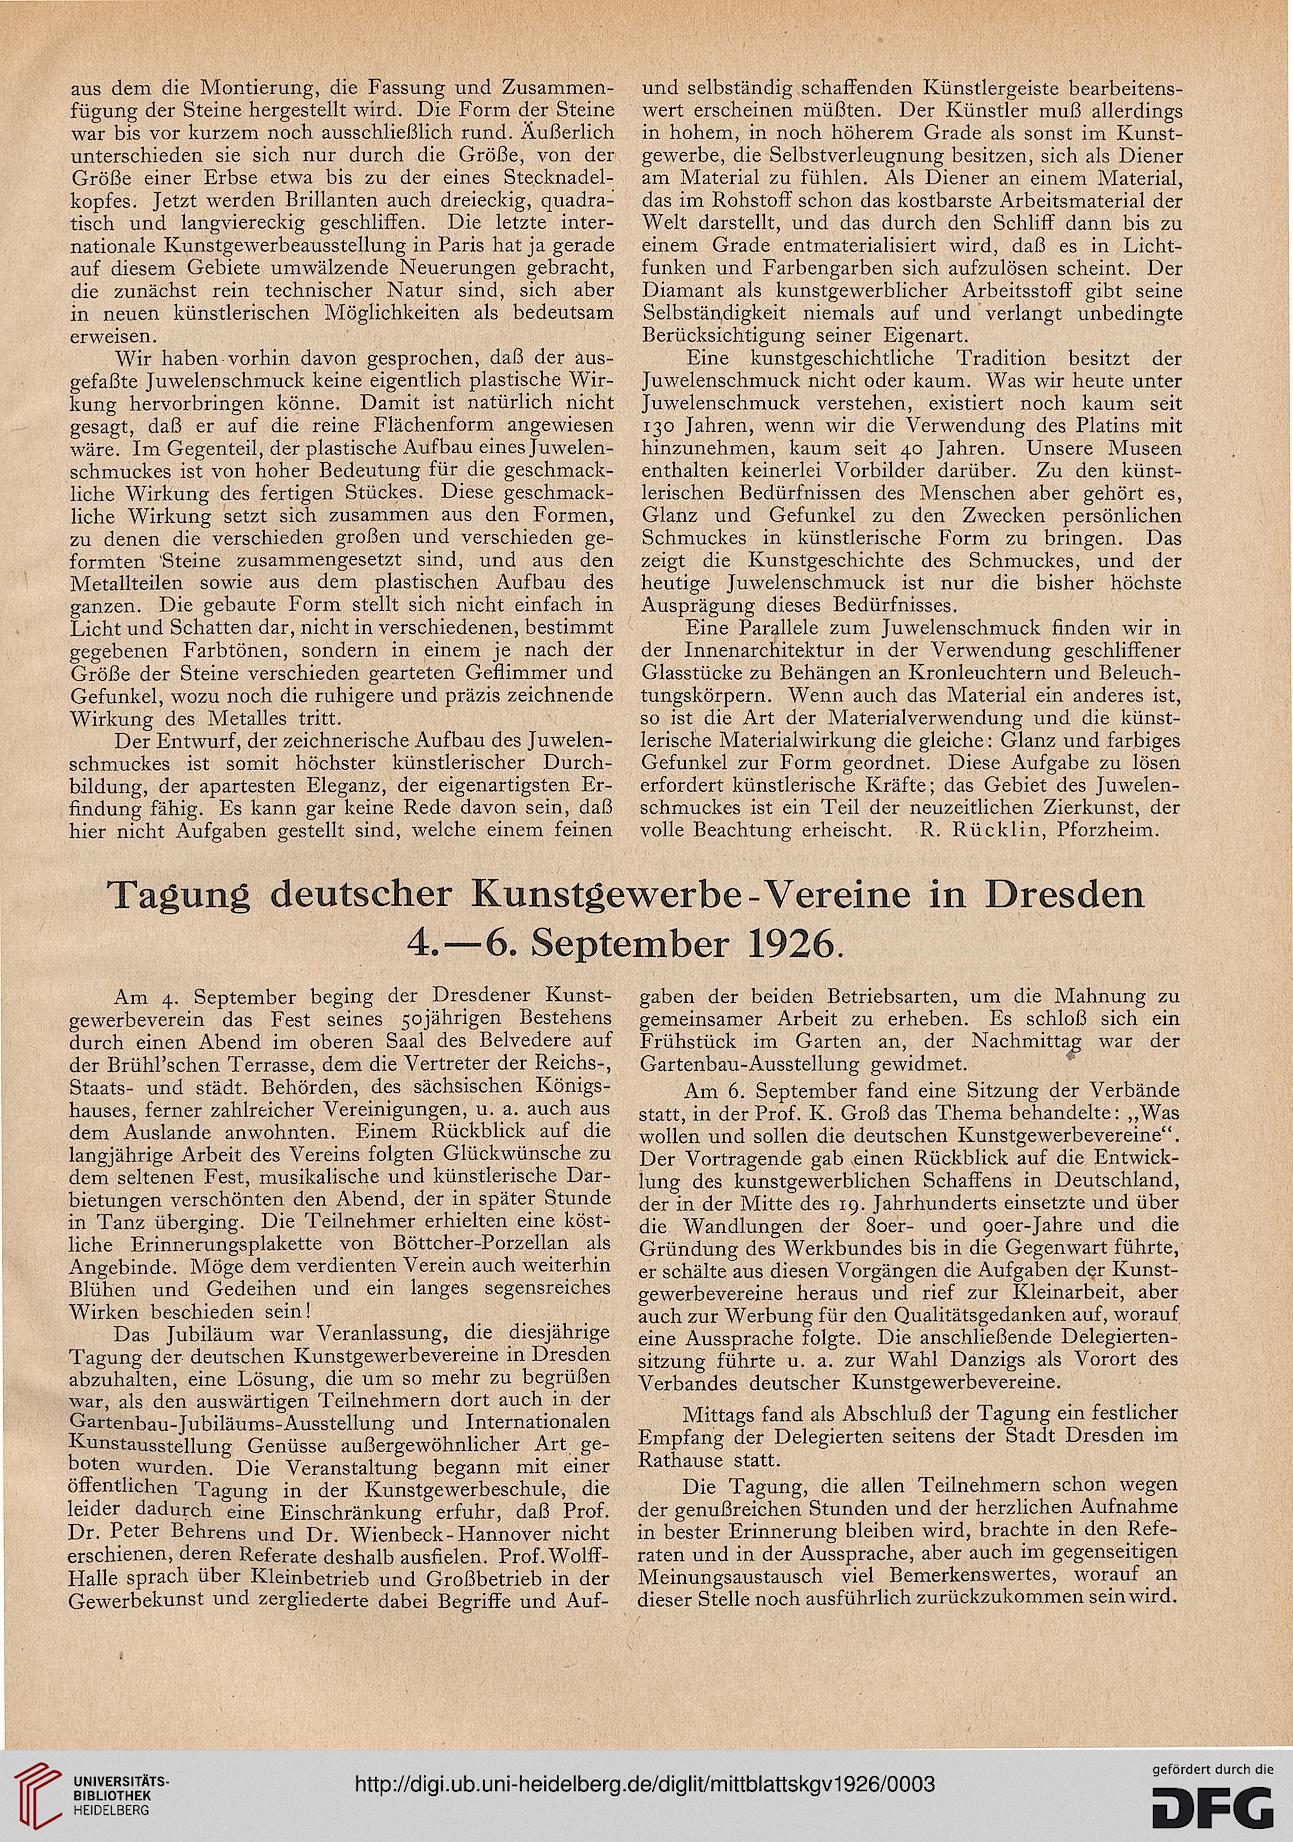 aus dem die Montierung, die Fassung und Zusammen-
fügung der Steine hergestellt wird. Die Form der Steine
war bis vor kurzem noch ausschließlich rund. Äußerlich
unterschieden sie sich nur durch die Größe, von der
Größe einer Erbse etwa bis zu der eines Stecknadel-
kopfes. Jetzt werden Brillanten auch dreieckig, quadra-
tisch und langviereckig geschliffen. Die letzte inter-
nationale Kunstgewerbeausstellung in Paris hat ja gerade
auf diesem Gebiete umwälzende Neuerungen gebracht,
die zunächst rein technischer Natur sind, sich aber
in neuen künstlerischen Möglichkeiten als bedeutsam
erweisen.
Wir haben vorhin davon gesprochen, daß der aus-
gefaßte Juwelenschmuck keine eigentlich plastische Wir-
kung hervorbringen könne. Damit ist natürlich nicht
gesagt, daß er auf die reine Flächenform angewiesen
wäre. Im Gegenteil, der plastische Aufbau eines Juwelen-
schmuckes ist von hoher Bedeutung für die geschmack-
liche Wirkung des fertigen Stückes. Diese geschmack-
liche Wirkung setzt sich zusammen aus den Formen,
zu denen die verschieden großen und verschieden ge-
formten Steine zusammengesetzt sind, und aus den
Metallteilen sowie aus dem plastischen Aufbau des
ganzen. Die gebaute Form stellt sich nicht einfach in
Licht und Schatten dar, nicht in verschiedenen, bestimmt
gegebenen Farbtönen, sondern in einem je nach der
Größe der Steine verschieden gearteten Geflimmer und
Gefunkel, wozu noch die ruhigere und präzis zeichnende
Wirkung des Metalles tritt.
Der Entwurf, der zeichnerische Aufbau des Juwelen-
schmuckes ist somit höchster künstlerischer Durch-
bildung, der apartesten Eleganz, der eigenartigsten Er-
findung fähig. Es kann gar keine Rede davon sein, daß
hier nicht Aufgaben gestellt sind, welche einem feinen
und selbständig schaffenden Künstlergeiste bearbeitens-
wert erscheinen müßten. Der Künstler muß allerdings
in hohem, in noch höherem Grade als sonst im Kunst-
gewerbe, die Selbstverleugnung besitzen, sich als Diener
am Material zu fühlen. Als Diener an einem Material,
das im Rohstoff schon das kostbarste Arbeitsmaterial der
Welt darstellt, und das durch den Schliff dann bis zu
einem Grade entmaterialisiert wird, daß es in Licht-
funken und Farbengarben sich aufzulösen scheint. Der
Diamant als kunstgewerblicher Arbeitsstoff gibt seine
Selbständigkeit niemals auf und verlangt unbedingte
Berücksichtigung seiner Eigenart.
Eine kunstgeschichtliche Tradition besitzt der
Juwelenschmuck nicht oder kaum. Was wir heute unter
Juwelenschmuck verstehen, existiert noch kaum seit
130 Jahren, wenn wir die Verwendung des Platins mit
hinzunehmen, kaum seit 40 Jahren. Unsere Museen
enthalten keinerlei Vorbilder darüber. Zu den künst-
lerischen Bedürfnissen des Menschen aber gehört es,
Glanz und Gefunkel zu den Zwecken persönlichen
Schmuckes in künstlerische Form zu bringen. Das
zeigt die Kunstgeschichte des Schmuckes, und der
heutige Juwelenschmuck ist nur die bisher höchste
Ausprägung dieses Bedürfnisses.
Eine Parallele zum Juwelenschmuck finden wir in
der Innenarchitektur in der Verwendung geschliffener
Glasstücke zu Behängen an Kronleuchtern und Beleuch-
tungskörpern. Wenn auch das Material ein anderes ist,
so ist die Art der Materialverwendung und die künst-
lerische Materialwirkung die gleiche: Glanz und farbiges
Gefunkel zur Form geordnet. Diese Aufgabe zu lösen
erfordert künstlerische Kräfte; das Gebiet des Juwelen-
schmuckes ist ein Teil der neuzeitlichen Zierkunst, der
volle Beachtung erheischt. R. Rücklin, Pforzheim.
Tagung deutscher Kunstgewerbe-Vereine in Dresden
4.—6. September 1926.
Am 4. September beging der Dresdener Kunst-
gewerbeverein das Fest seines 50jährigen Bestehens
durch einen Abend im oberen Saal des Belvedere auf
der Brühl'schen Terrasse, dem die Vertreter der Reichs-,
Staats- und städt. Behörden, des sächsischen Königs-
hauses, ferner zahlreicher Vereinigungen, u. a. auch aus
dem Auslande anwohnten. Einem Rückblick auf die
langjährige Arbeit des Vereins folgten Glückwünsche zu
dem seltenen Fest, musikalische und künstlerische Dar-
bietungen verschönten den Abend, der in später Stunde
in Tanz überging. Die Teilnehmer erhielten eine köst-
liche Erinnerungsplakette von Böttcher-Porzellan als
Angebinde. Möge dem verdienten Verein auch weiterhin
Blühen und Gedeihen und ein langes segensreiches
Wirken beschieden sein!
Das Jubiläum war Veranlassung, die diesjährige
Tagung der deutschen Kunstgewerbevereine in Dresden
abzuhalten, eine Lösung, die um so mehr zu begrüßen
war, als den auswärtigen Teilnehmern dort auch in der
Gartenbau-Jubiläums-Ausstellung und Internationalen
Kunstausstellung Genüsse außergewöhnlicher Art ge-
boten wurden. Die Veranstaltung begann mit einer
öffentlichen Tagung in der Kunstgewerbeschule, die
leider dadurch eine Einschränkung erfuhr, daß Prof.
Dr. Peter Behrens und Dr. Wienbeck-Hannover nicht
erschienen, deren Referate deshalb ausfielen. Prof. Wolff-
Halle sprach über Kleinbetrieb und Großbetrieb in der
Gewerbekunst und zergliederte dabei Begriffe und Auf-
gaben der beiden Betriebsarten, um die Mahnung zu
gemeinsamer Arbeit zu erheben. Es schloß sich ein
Frühstück im Garten an, der Nachmittag war der
Gartenbau-Ausstellung gewidmet.
Am 6. September fand eine Sitzung der Verbände
statt, in der Prof. K. Groß das Thema behandelte: „Was
wollen und sollen die deutschen Kunstgewerbevereine“.
Der Vortragende gab einen Rückblick auf die Entwick-
lung des kunstgewerblichen Schaffens in Deutschland,
der in der Mitte des 19. Jahrhunderts einsetzte und über
die Wandlungen der 80er- und 90er-Jahre und die
Gründung des Werkbundes bis in die Gegenwart führte,
er schälte aus diesen Vorgängen die Aufgaben der Kunst-
gewerbevereine heraus und rief zur Kleinarbeit, aber
auch zur Werbung für den Qualitätsgedanken auf, worauf
eine Aussprache folgte. Die anschließende Delegierten-
sitzung führte u. a. zur Wahl Danzigs als Vorort des
Verbandes deutscher Kunstgewerbevereine.
Mittags fand als Abschluß der Tagung ein festlicher
Empfang der Delegierten seitens der Stadt Dresden im
Rathause statt.
Die Tagung, die allen Teilnehmern schon wegen
der genußreichen Stunden und der herzlichen Aufnahme
in bester Erinnerung bleiben wird, brachte in den Refe-
raten und in der Aussprache, aber auch im gegenseitigen
Meinungsaustausch viel Bemerkenswertes, worauf an
dieser Stelle noch ausführlich zurückzukommen sein wird.
UNIVERSITÄTS-
BIBLIOTHEK
HEIDELBERG
http://digi.ub.uni-heidelberg.de/diglit/mittblattskgv1926/0003
gefördert durch die
DFG